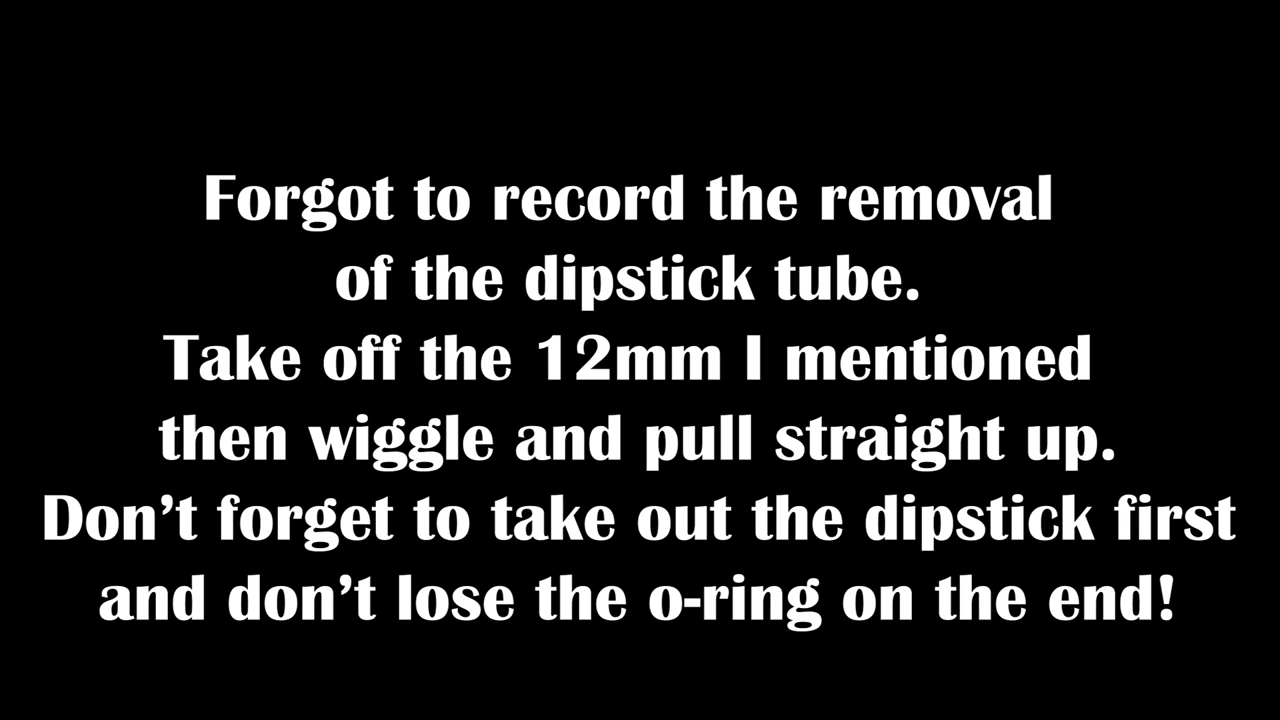 Forgot to record the removal
of the dipstick tube.
Take off the 12mm I mentioned
then wiggle and pull straight up.
Don’t forget to take out the dipstick first
and don’t lose the o-ring on the end!